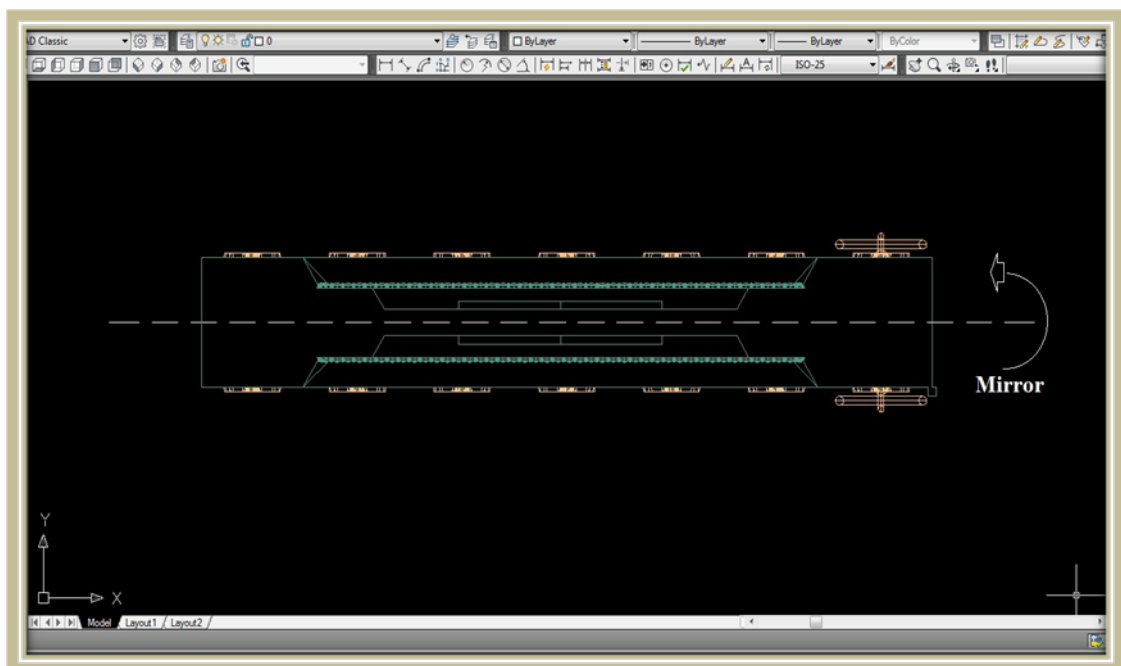 D Classic
0
ByLayer
ByLayer
ByLayer
ByColor
ISO-25
Mirror
Y
X
Model
Layout1
Layout2